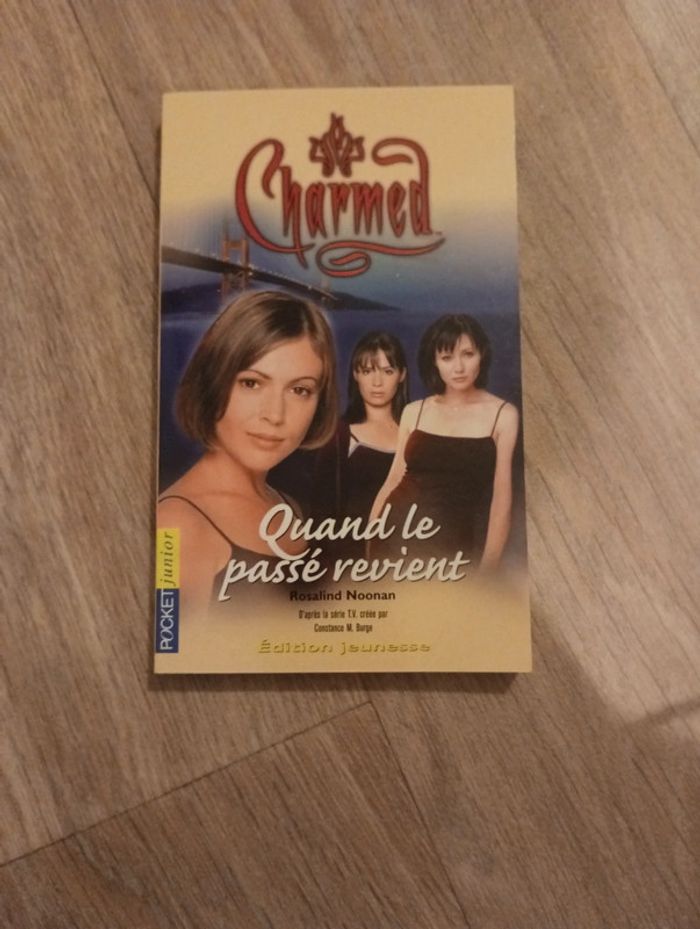 Charmed
Quand le
passé revient
Rosalind Noonan
D'après la série T.V. créée par
Constance M. Burge
Édition jeunesse
POCKET junior